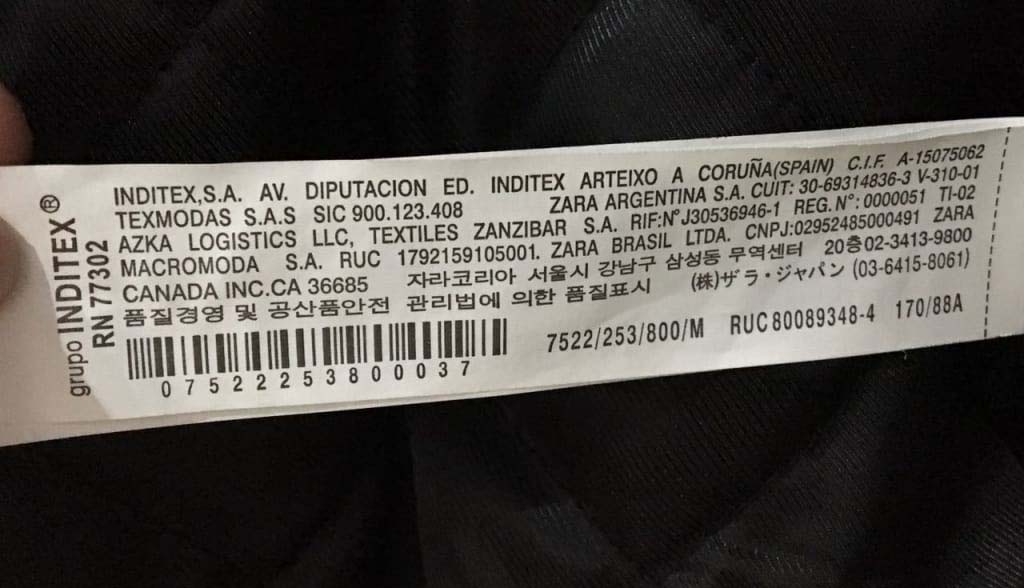 grupo INDITEX®
RN 77302
INDITEX,S.A. AV. DIPUTACION ED. INDITEX ARTEIXO A CORUÑA(SPAIN) C.I.F. A-15075062
TEXMODAS S.A.S SIC 900.123.408 ZARA ARGENTINA S.A. CUIT: 30-69314836-3 V-310-01
AZKA LOGISTICS LLC, TEXTILES ZANZIBAR S.A. RIF:N°J30536946-1 REG. N°: 0000051 TI-02
MACROMODA S.A. RUC 1792159105001. ZARA BRASIL LTDA. CNPJ:02952485000491 ZARA
CANADA INC.CA 36685 자라코리아 서울시 강남구 삼성동 무역센터 20층02-3413-9800
품질경영 및 공산품안전 관리법에 의한 품질표시 (株)ザラ・ジャパン (03-6415-8061)
7522/253/800/M RUC 80089348-4 170/88A
07522253800037